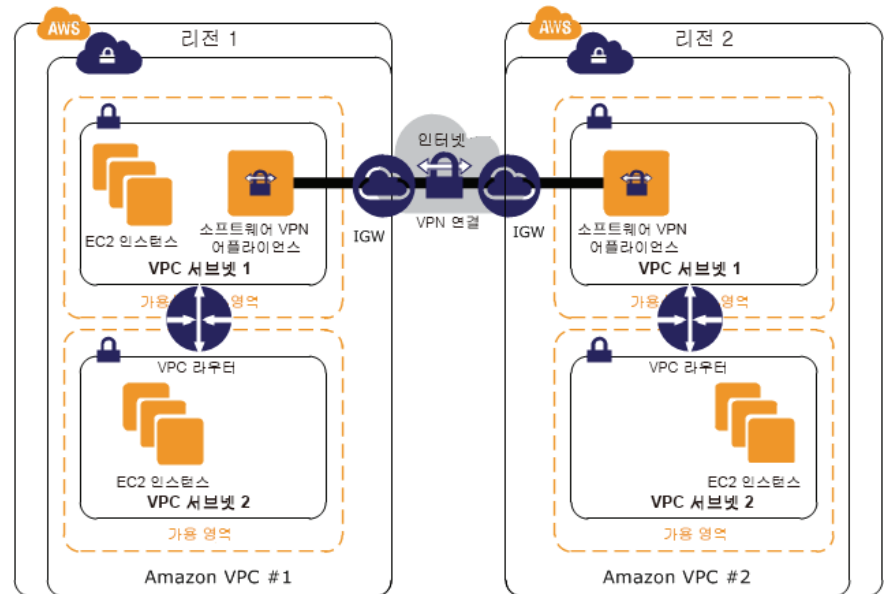 AWS
리전 1
EC2 인스턴스
소프트웨어 VPN
어플라이언스
VPC 서브넷 1
가용 영역
VPC 라우터
EC2 인스턴스
VPC 서브넷 2
가용 영역
Amazon VPC #1
IGW
인터넷
VPN 연결
IGW
AWS
리전 2
소프트웨어 VPN
어플라이언스
VPC 서브넷 1
가용 영역
VPC 라우터
EC2 인스턴스
VPC 서브넷 2
가용 영역
Amazon VPC #2